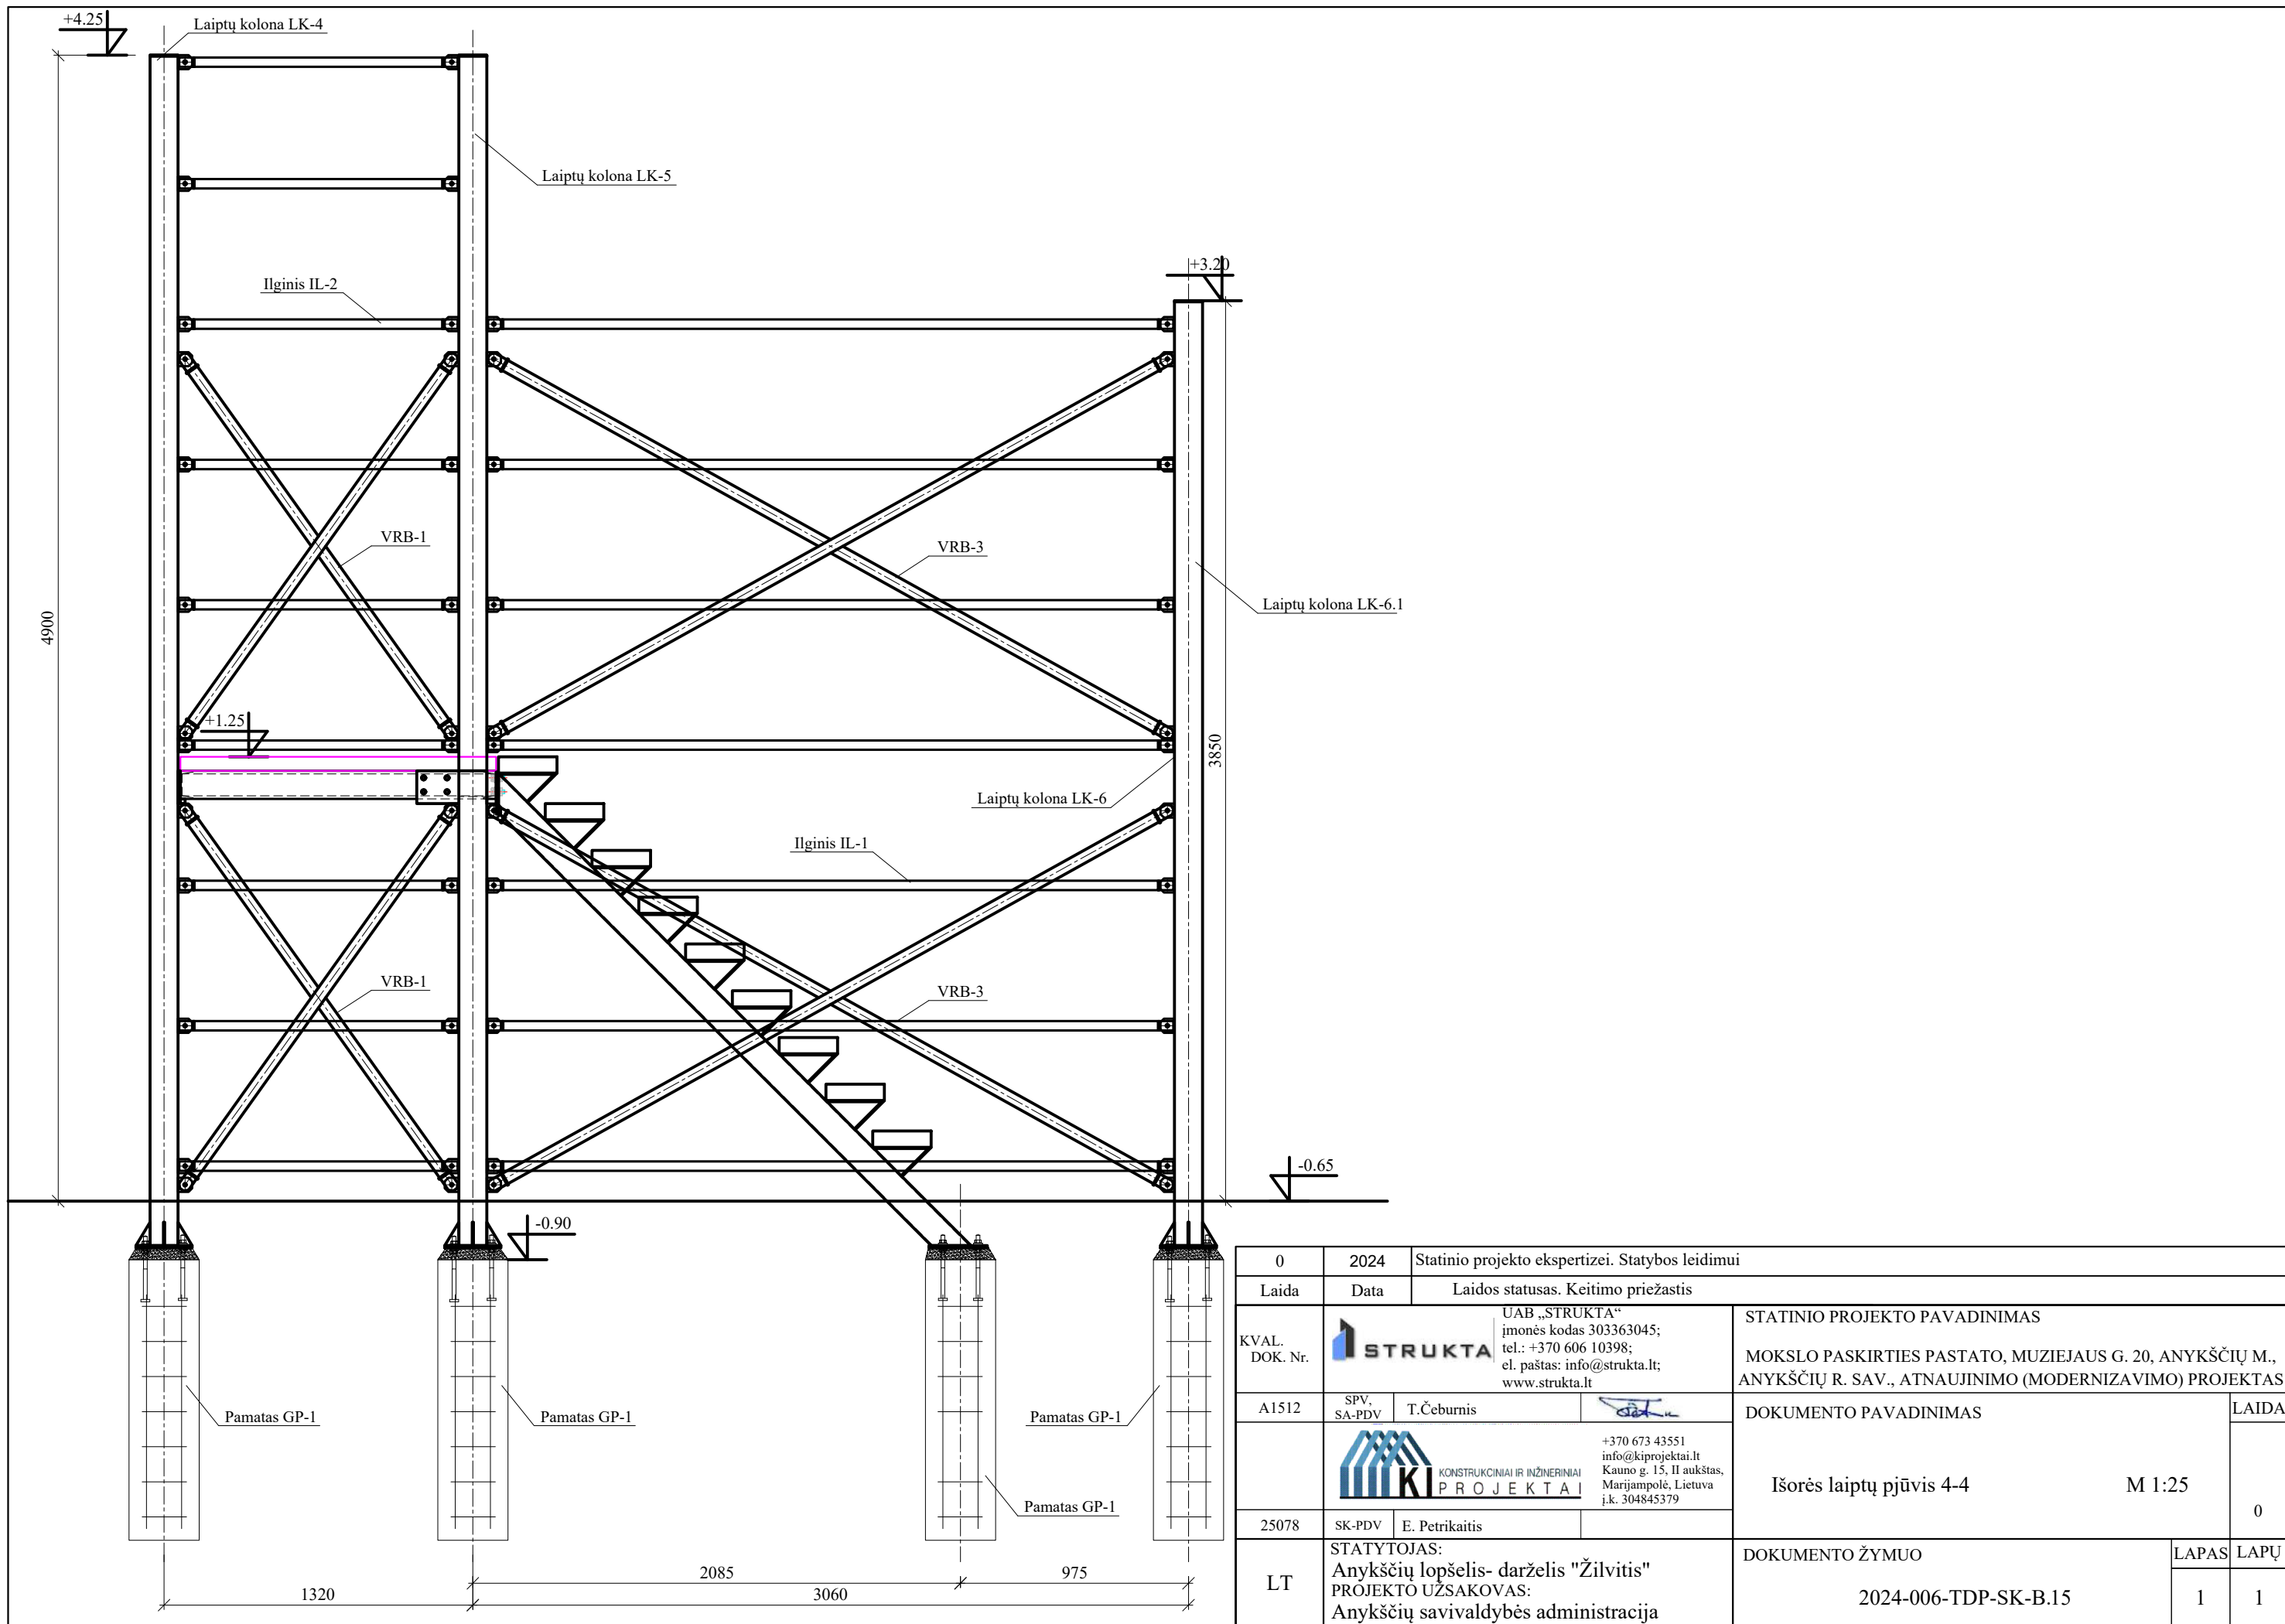 +4.25
Laiptų kolona LK-4
Laiptų kolona LK-5
+3.20
Ilginis IL-2
VRB-1
VRB-3
Laiptų kolona LK-6.1
4900
+1.25
3850
Laiptų kolona LK-6
Ilginis IL-1
VRB-1
VRB-3
-0.65
-0.90
Pamatas GP-1
Pamatas GP-1
Pamatas GP-1
Pamatas GP-1
2085
975
1320
3060
0
2024
Statinio projekto ekspertizei. Statybos leidimui
Laida
Data
Laidos statusas. Keitimo priežastis
KVAL.
DOK. Nr.
STRUKTA
UAB „STRUKTA“
įmonės kodas 303363045;
tel.: +370 606 10398;
el. paštas: info@strukta.lt;
www.strukta.lt
STATINIO PROJEKTO PAVADINIMAS
MOKSLO PASKIRTIES PASTATO, MUZIEJAUS G. 20, ANYKŠČIŲ M.,
ANYKŠČIŲ R. SAV., ATNAUJINIMO (MODERNIZAVIMO) PROJEKTAS
A1512
SPV,
SA-PDV
T.Čeburnis
DOKUMENTO PAVADINIMAS
LAIDA
KI
KONSTRUKCINIAI IR INŽINERINIAI
PROJEKTAI
+370 673 43551
info@kiprojektai.lt
Kauno g. 15, II aukštas,
Marijampolė, Lietuva
į.k. 304845379
Išorės laiptų pjūvis 4-4
M 1:25
0
25078
SK-PDV
E. Petrikaitis
LT
STATYTOJAS:
Anykščių lopšelis- darželis "Žilvitis"
PROJEKTO UŽSAKOVAS:
Anykščių savivaldybės administracija
DOKUMENTO ŽYMUO
LAPAS
LAPŲ
2024-006-TDP-SK-B.15
1
1